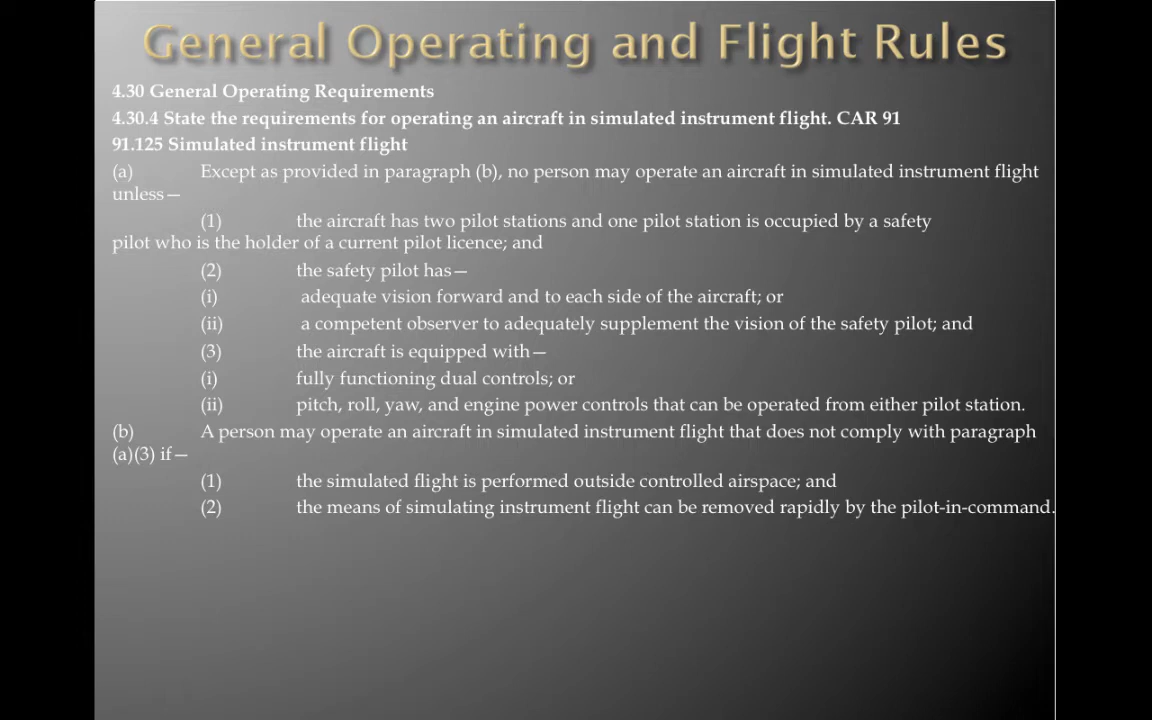 General Operating and Flight Rules
4.30 General Operating Requirements
4.30.4 State the requirements for operating an aircraft in simulated instrument flight. CAR 91
91.125 Simulated instrument flight
(a) Except as provided in paragraph (b), no person may operate an aircraft in simulated instrument flight
unless—
(1) the aircraft has two pilot stations and one pilot station is occupied by a safety
pilot who is the holder of a current pilot licence; and
(2) the safety pilot has—
(i) adequate vision forward and to each side of the aircraft; or
(ii) a competent observer to adequately supplement the vision of the safety pilot; and
(3) the aircraft is equipped with—
(i) fully functioning dual controls; or
(ii) pitch, roll, yaw, and engine power controls that can be operated from either pilot station.
(b) A person may operate an aircraft in simulated instrument flight that does not comply with paragraph
(a)(3) if—
(1) the simulated flight is performed outside controlled airspace; and
(2) the means of simulating instrument flight can be removed rapidly by the pilot-in-command.